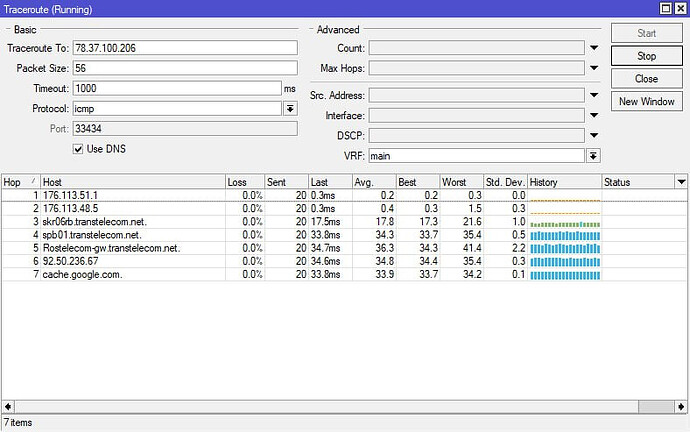 Traceroute (Running)
Basic
Traceroute To: 78.37.100.206
Packet Size: 56
Timeout: 1000 ms
Protocol: icmp
Port: 33434
Use DNS
Advanced
Count:
Max Hops:
Src. Address:
Interface:
DSCP:
VRF: main
Start
Stop
Close
New Window
Hop Host Loss Sent Last Avg. Best Worst Std. Dev. History Status
1 176.113.51.1 0.0% 20 0.3ms 0.2 0.2 0.3 0.0
2 176.113.48.5 0.0% 20 0.3ms 0.4 0.3 1.5 0.3
3 skr06rb.transtelecom.net. 0.0% 20 17.5ms 17.8 17.3 21.6 1.0
4 spb01.transtelecom.net. 0.0% 20 33.8ms 34.3 33.7 35.4 0.5
5 Rostelecom-gw.transtelecom.net. 0.0% 20 34.7ms 36.3 34.3 41.4 2.2
6 92.50.236.67 0.0% 20 34.6ms 34.8 34.4 35.4 0.3
7 cache.google.com. 0.0% 20 33.8ms 33.9 33.7 34.2 0.1
7 items